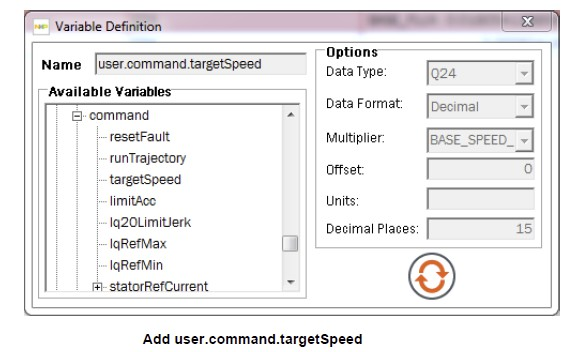 Variable Definition
Name user.command.targetSpeed
Available Variables
command
resetFault
runTrajectory
targetSpeed
limitAcc
Iq20LimitJerk
IqRefMax
IqRefMin
statorRefCurrent
Options
Data Type: Q24
Data Format: Decimal
Multiplier: BASE_SPEED_
Offset: 0
Units:
Decimal Places: 15
Add user.command.targetSpeed